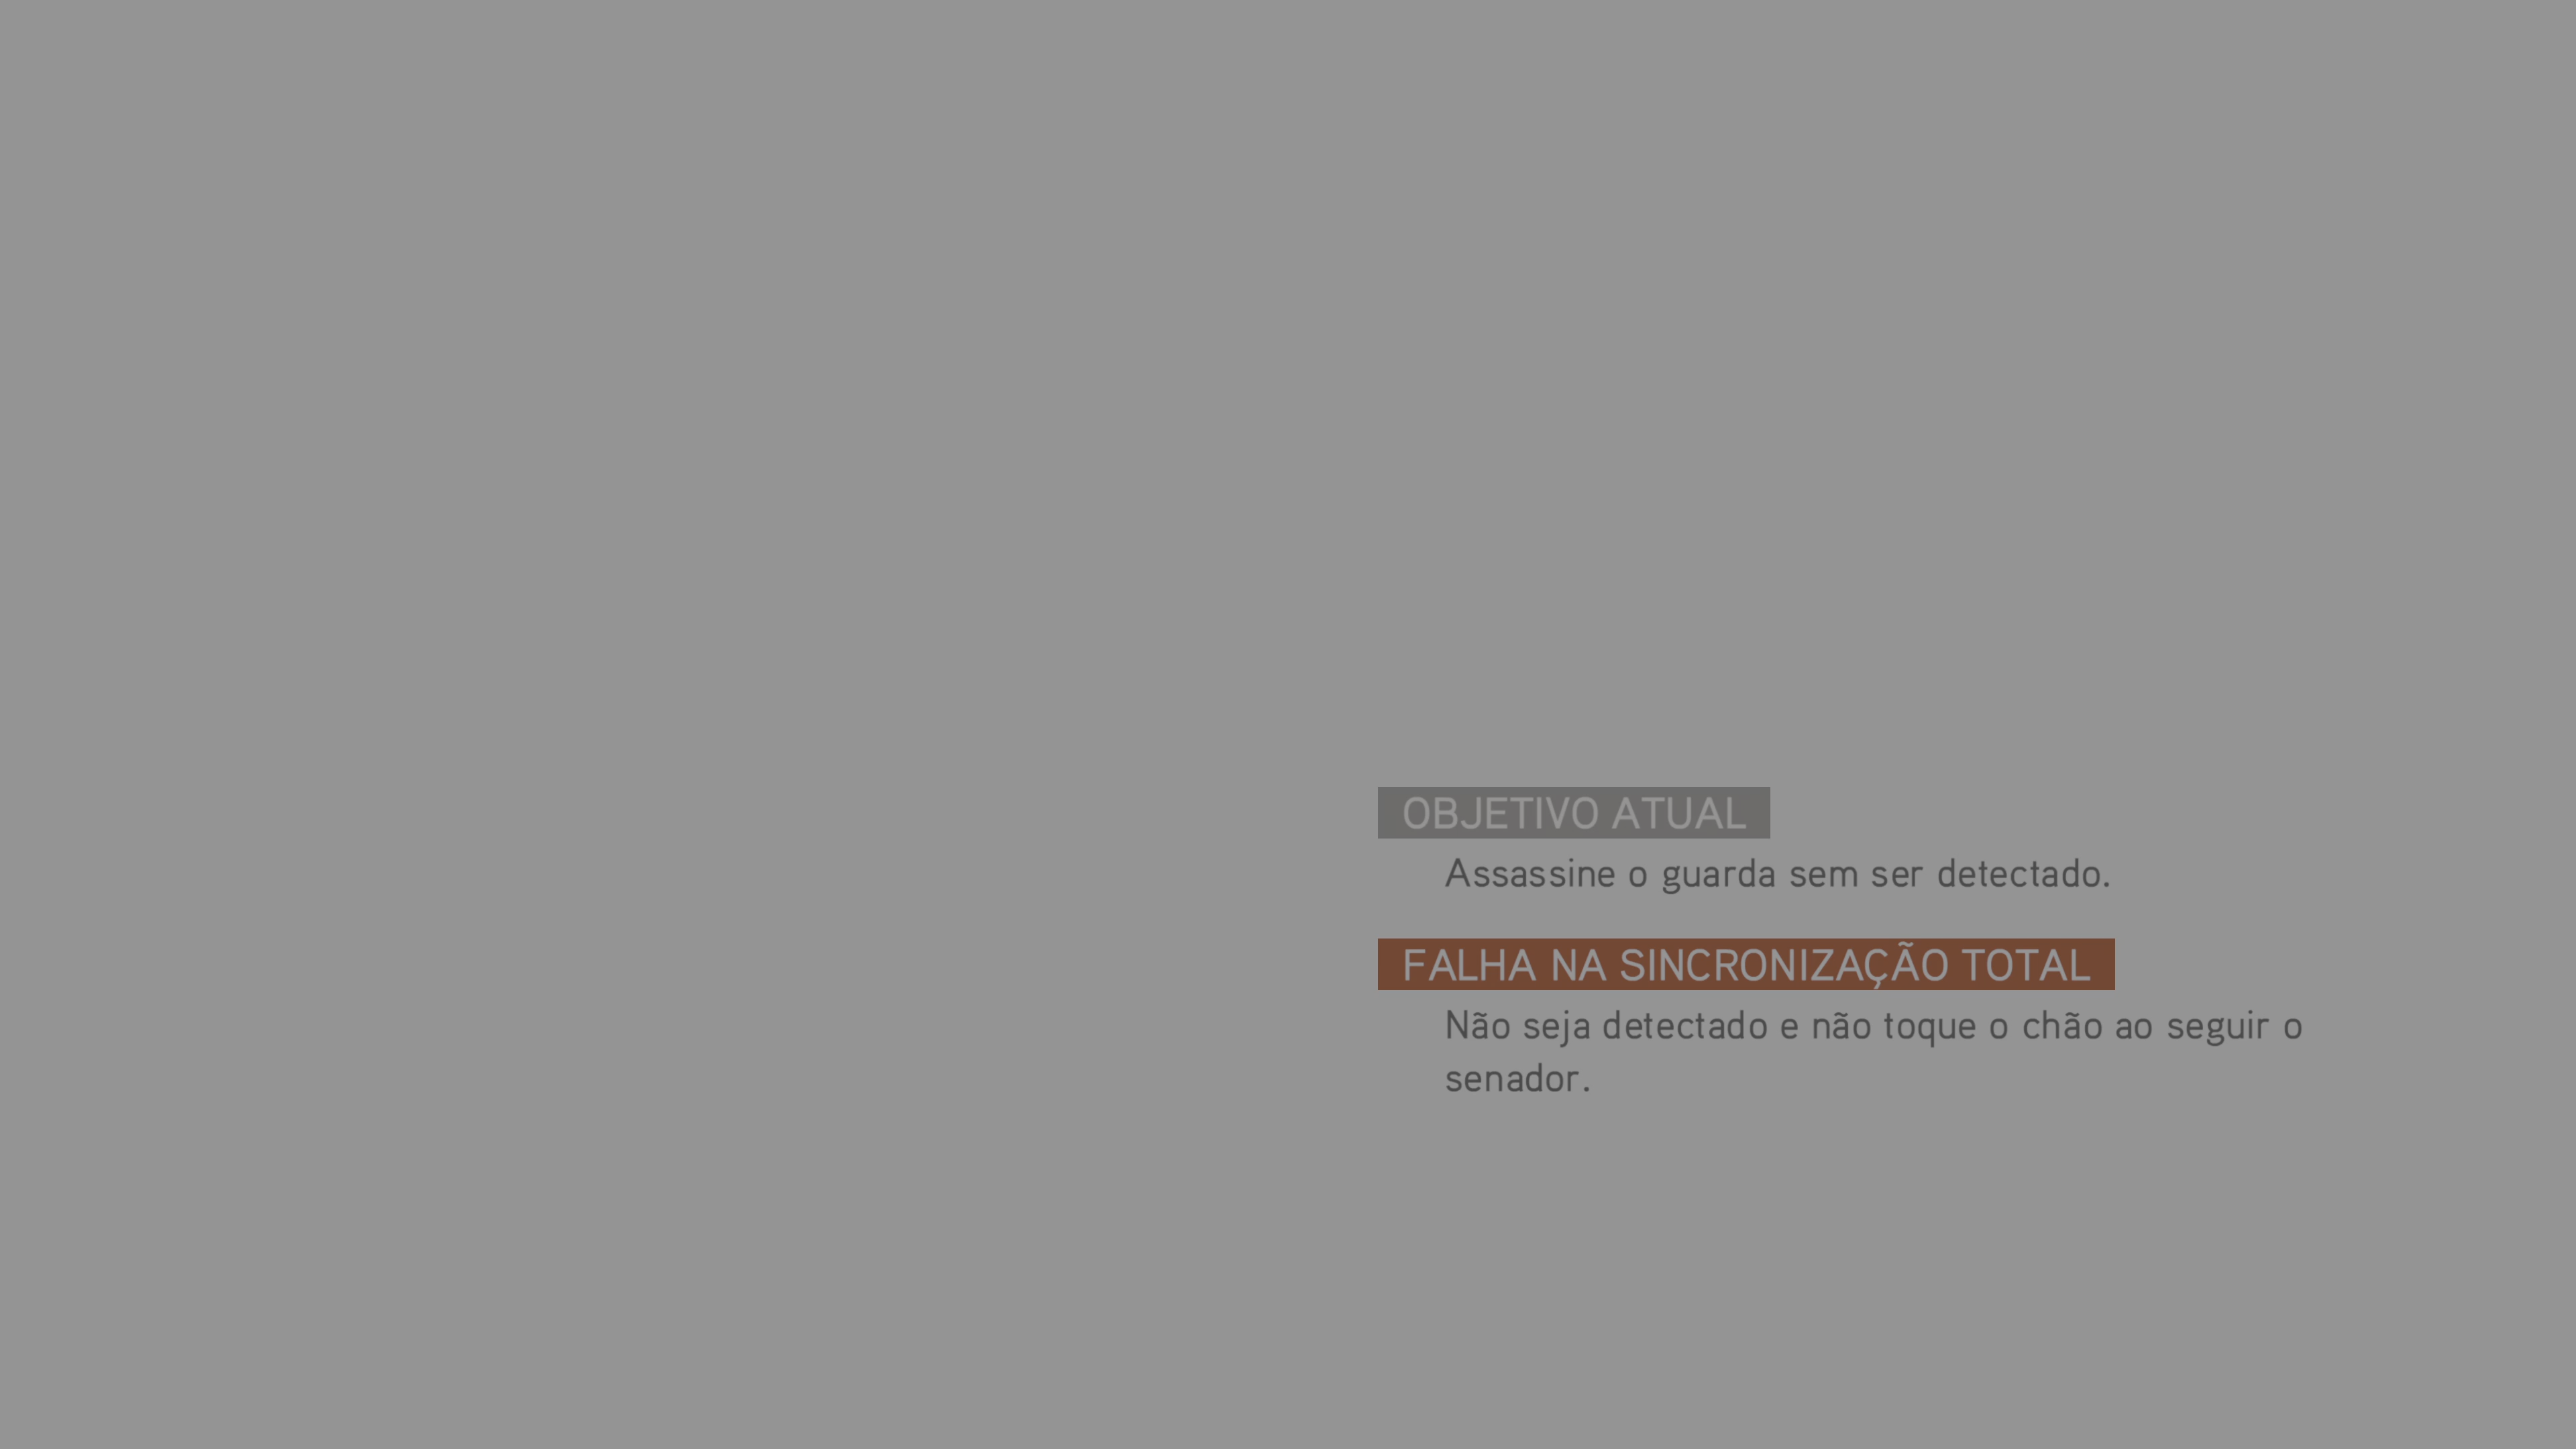 OBJETIVO ATUAL
Assassine o guarda sem ser detectado.
FALHA NA SINCRONIZAÇÃO TOTAL
Não seja detectado e não toque o chão ao seguir o
senador.